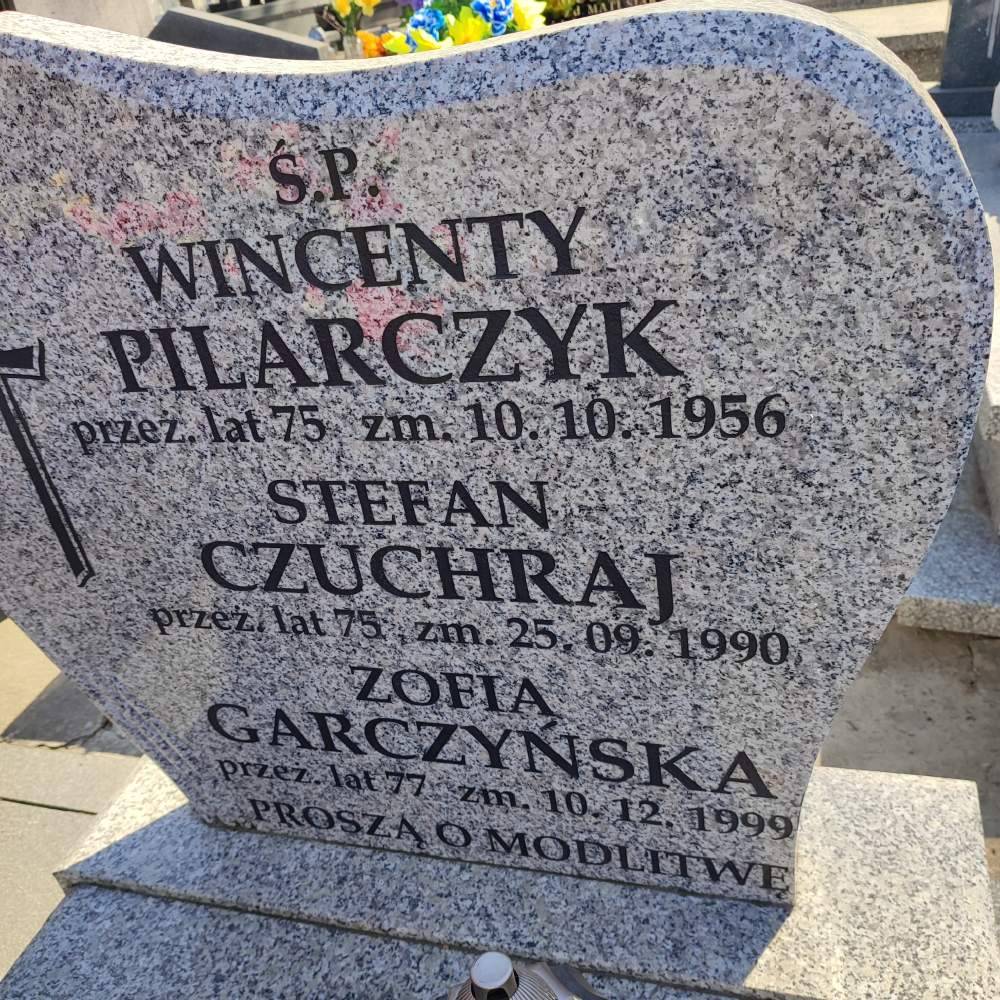 Ś.P.
WINCENTY
PILARCZYK
przeż. lat 75 zm. 10. 10. 1956
STEFAN
CZUCHRAJ
przeż. lat 75 zm. 25. 09. 1990
ZOFIA
GARCZYŃSKA
przeż. lat 77 zm. 10. 12. 1999
PROSZĄ O MODLITWĘ